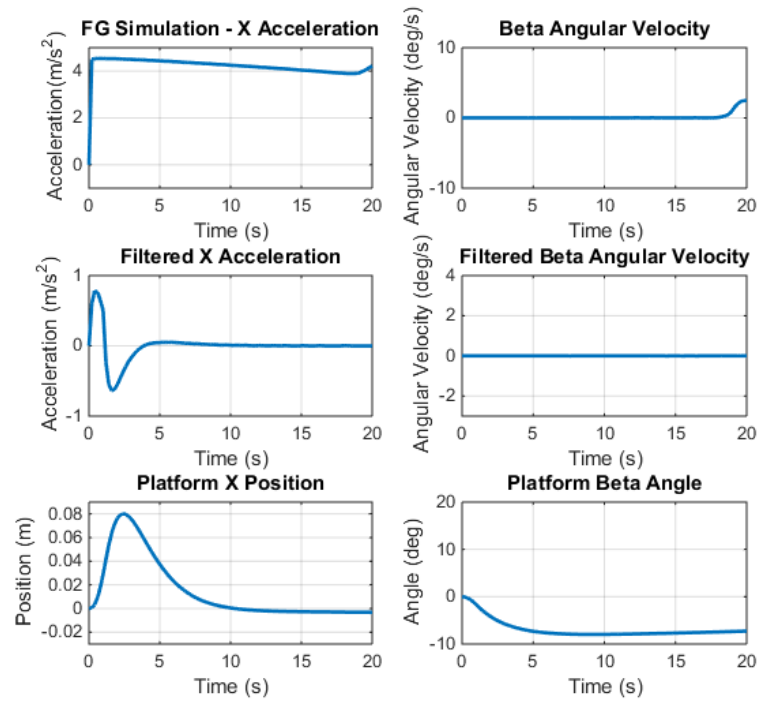 FG Simulation - X Acceleration
Acceleration(m/s²)
4
2
0
0 5 10 15 20
Time (s)
Beta Angular Velocity
Angular Velocity (deg/s)
10
0
-10
0 5 10 15 20
Time (s)
Filtered X Acceleration
Acceleration (m/s²)
1
0
-1
0 5 10 15 20
Time (s)
Filtered Beta Angular Velocity
Angular Velocity (deg/s)
4
2
0
-2
0 5 10 15 20
Time (s)
Platform X Position
Position (m)
0.08
0.06
0.04
0.02
0
-0.02
0 5 10 15 20
Time (s)
Platform Beta Angle
Angle (deg)
20
10
0
-10
0 5 10 15 20
Time (s)